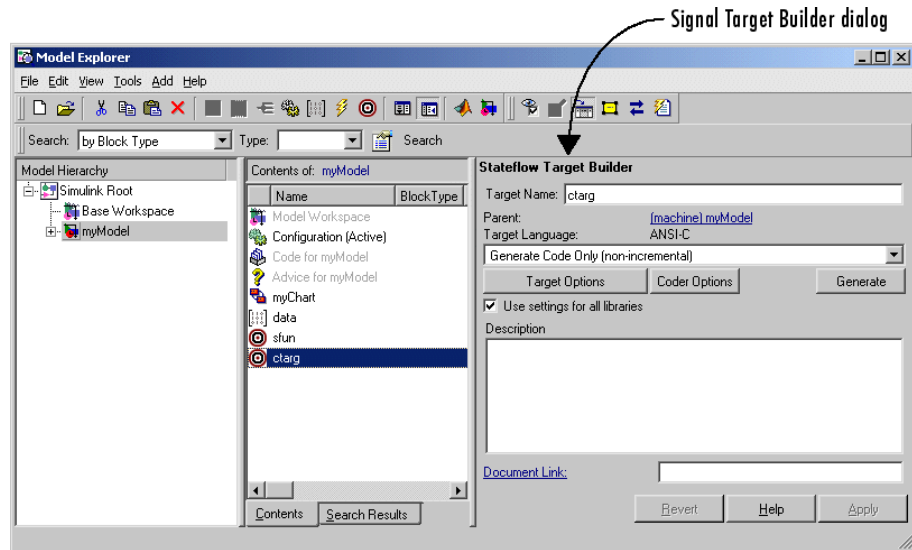 Signal Target Builder dialog
Model Explorer
File Edit View Tools Add Help
Search: by Block Type Type: Search
Model Hierarchy
Simulink Root
Base Workspace
myModel
Contents of: myModel
Name BlockType
Model Workspace
Configuration (Active)
Code for myModel
Advice for myModel
myChart
data
sfun
ctarg
Contents Search Results
Stateflow Target Builder
Target Name: ctarg
Parent: (machine) myModel
Target Language: ANSI-C
Generate Code Only (non-incremental)
Target Options Coder Options Generate
Use settings for all libraries
Description
Document Link:
Revert Help Apply